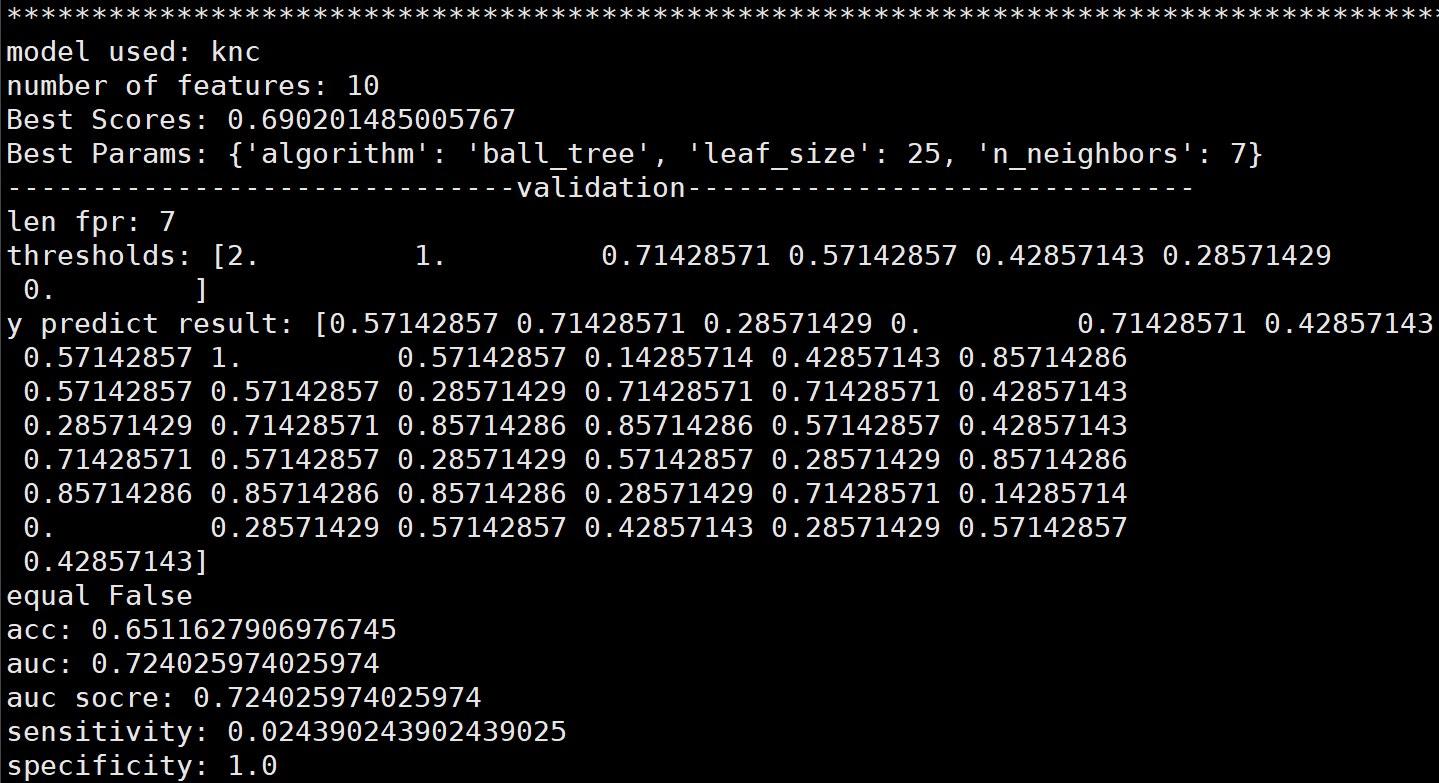 *************************************************************************************
model used: knc
number of features: 10
Best Scores: 0.690201485005767
Best Params: {'algorithm': 'ball_tree', 'leaf_size': 25, 'n_neighbors': 7}
------------------------------validation------------------------------
len fpr: 7
thresholds: [2.         1.         0.71428571 0.57142857 0.42857143 0.28571429
 0.        ]
y predict result: [0.57142857 0.71428571 0.28571429 0.         0.71428571 0.42857143
 0.57142857 1.         0.57142857 0.14285714 0.42857143 0.85714286
 0.57142857 0.57142857 0.28571429 0.71428571 0.71428571 0.42857143
 0.28571429 0.71428571 0.85714286 0.85714286 0.57142857 0.42857143
 0.71428571 0.57142857 0.28571429 0.57142857 0.28571429 0.85714286
 0.85714286 0.85714286 0.85714286 0.28571429 0.71428571 0.14285714
 0.         0.28571429 0.57142857 0.42857143 0.28571429 0.57142857
 0.42857143]
equal False
acc: 0.6511627906976745
auc: 0.724025974025974
auc socre: 0.724025974025974
sensitivity: 0.024390243902439025
specificity: 1.0